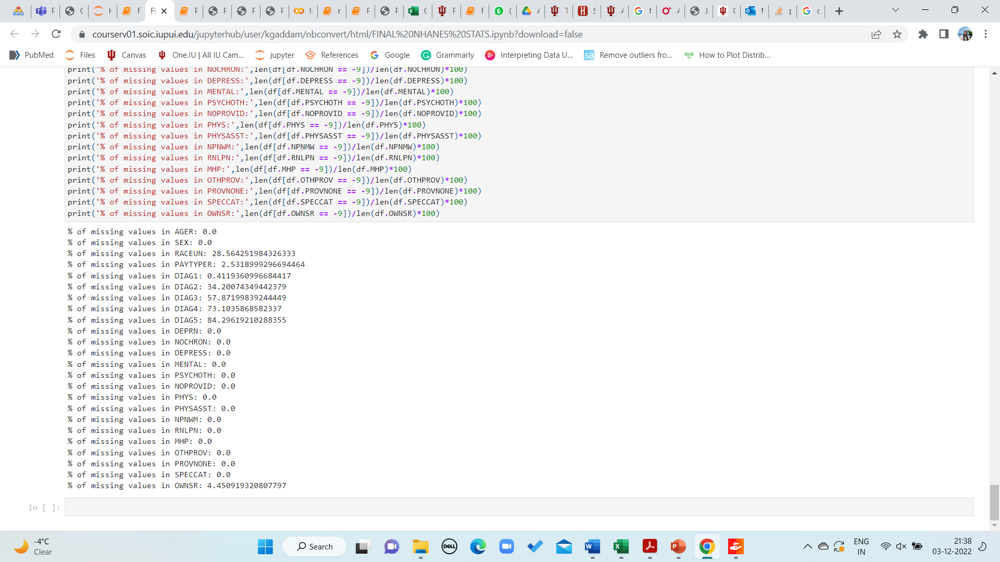 courserv01.soic.iupui.edu/jupyterhub/user/kgaddam/nbconvert/html/FINAL%20NHANES%20STATS.ipynb?download=false
PubMed Files Canvas One.IU | All IU Cam... jupyter References Google Grammarly Interpreting Data U... Remove outliers fro... How to Plot Distrib...
print('% of missing values in NOCHRON:',len(df[df.NOCHRON == -9])/len(df.NOCHRON)*100)
print('% of missing values in DEPRESS:',len(df[df.DEPRESS == -9])/len(df.DEPRESS)*100)
print('% of missing values in MENTAL:',len(df[df.MENTAL == -9])/len(df.MENTAL)*100)
print('% of missing values in PSYCHOTH:',len(df[df.PSYCHOTH == -9])/len(df.PSYCHOTH)*100)
print('% of missing values in NOPROVID:',len(df[df.NOPROVID == -9])/len(df.NOPROVID)*100)
print('% of missing values in PHYS:',len(df[df.PHYS == -9])/len(df.PHYS)*100)
print('% of missing values in PHYSASST:',len(df[df.PHYSASST == -9])/len(df.PHYSASST)*100)
print('% of missing values in NPNWM:',len(df[df.NPNMW == -9])/len(df.NPNMW)*100)
print('% of missing values in RNLPN:',len(df[df.RNLPN == -9])/len(df.RNLPN)*100)
print('% of missing values in MHP:',len(df[df.MHP == -9])/len(df.MHP)*100)
print('% of missing values in OTHPROV:',len(df[df.OTHPROV == -9])/len(df.OTHPROV)*100)
print('% of missing values in PROVNONE:',len(df[df.PROVNONE == -9])/len(df.PROVNONE)*100)
print('% of missing values in SPECCAT:',len(df[df.SPECCAT == -9])/len(df.SPECCAT)*100)
print('% of missing values in OWNSR:',len(df[df.OWNSR == -9])/len(df.OWNSR)*100)
% of missing values in AGER: 0.0
% of missing values in SEX: 0.0
% of missing values in RACEUN: 28.564251984326333
% of missing values in PAYTYPER: 2.5318999296694464
% of missing values in DIAG1: 0.4119360996684417
% of missing values in DIAG2: 34.20074349442379
% of missing values in DIAG3: 57.87199839244449
% of missing values in DIAG4: 73.1035868582337
% of missing values in DIAG5: 84.29619210288355
% of missing values in DEPRN: 0.0
% of missing values in NOCHRON: 0.0
% of missing values in DEPRESS: 0.0
% of missing values in MENTAL: 0.0
% of missing values in PSYCHOTH: 0.0
% of missing values in NOPROVID: 0.0
% of missing values in PHYS: 0.0
% of missing values in PHYSASST: 0.0
% of missing values in NPNWM: 0.0
% of missing values in RNLPN: 0.0
% of missing values in MHP: 0.0
% of missing values in OTHPROV: 0.0
% of missing values in PROVNONE: 0.0
% of missing values in SPECCAT: 0.0
% of missing values in OWNSR: 4.450919320807797
In [ ]:
-4°C
Clear
Search
ENG
IN
21:38
03-12-2022